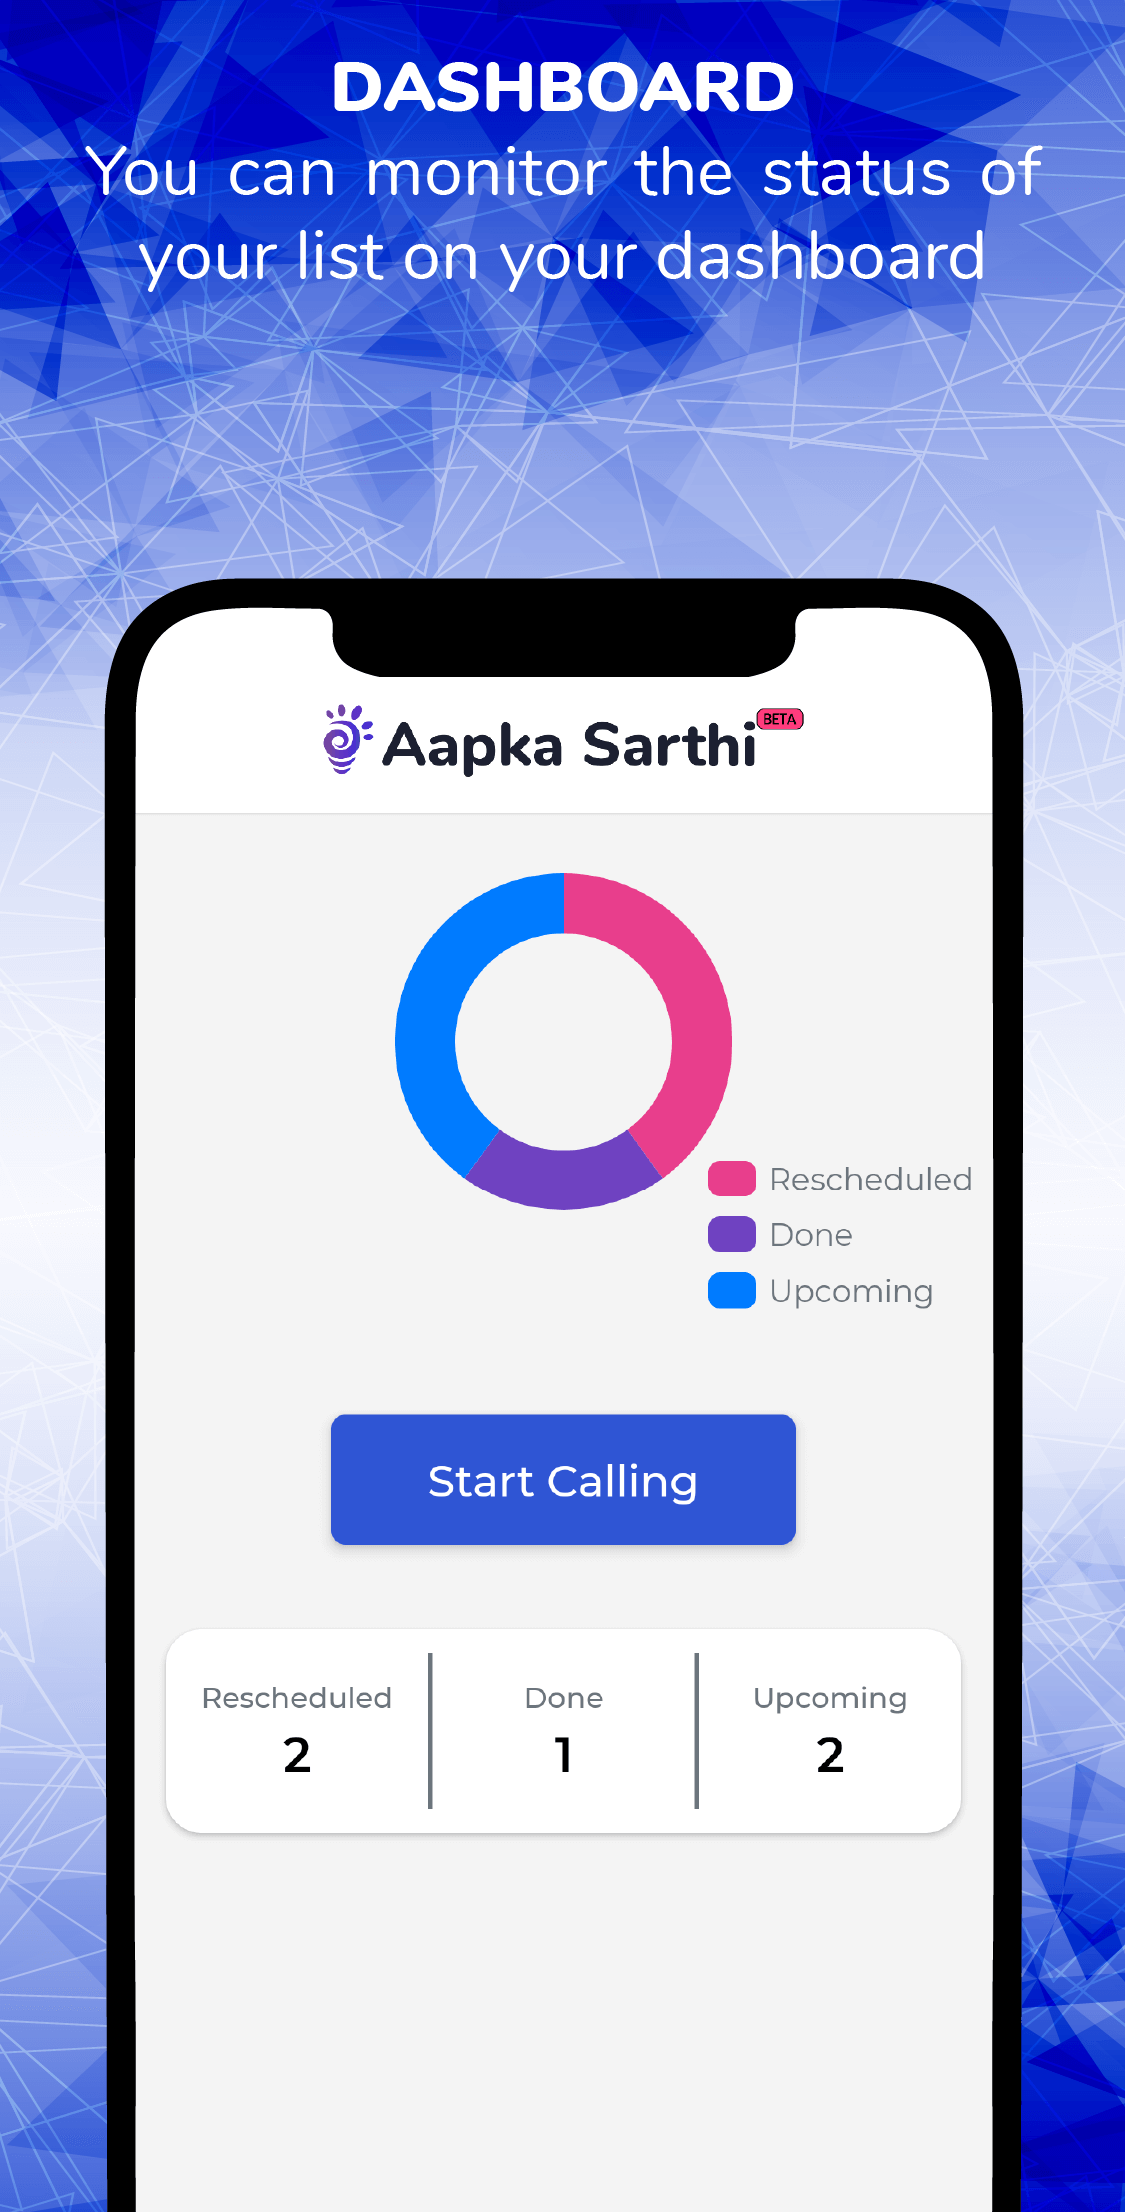 DASHBOARD
You can monitor the status of
your list on your dashboard
Aapka Sarthi BETA
Rescheduled
Done
Upcoming
Start Calling
Rescheduled Done Upcoming
2 1 2